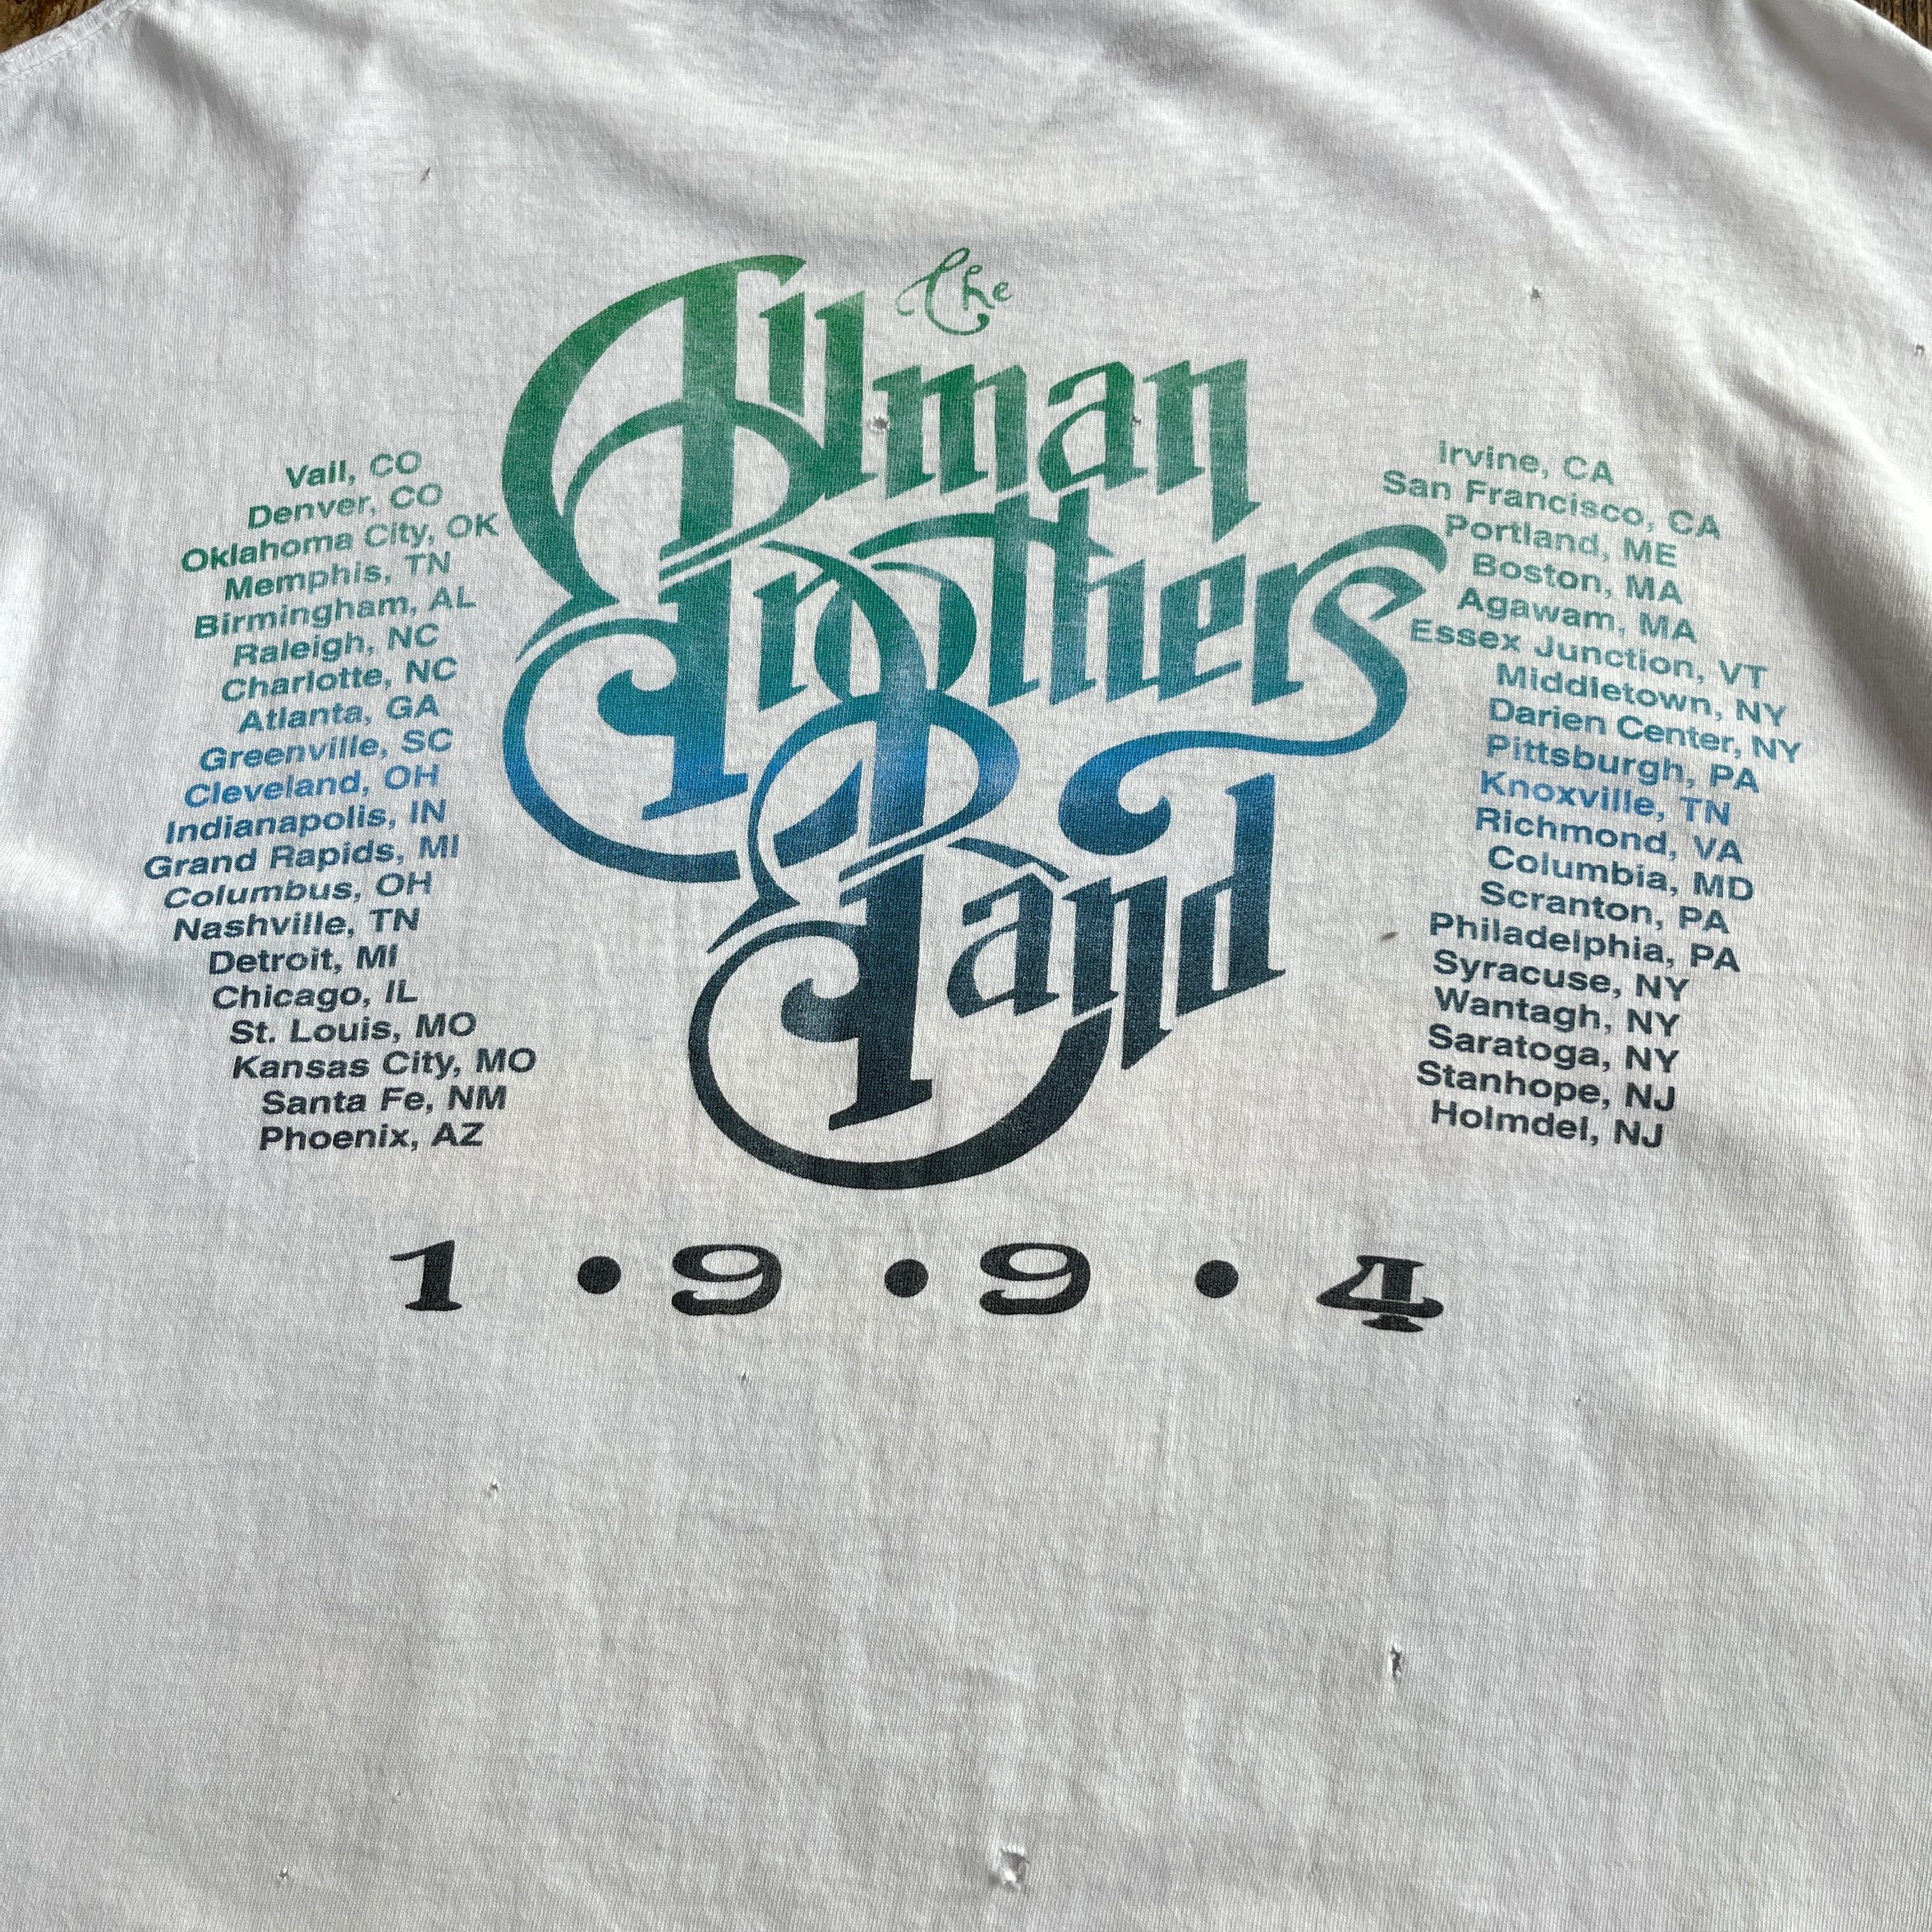 The
Allman
Brothers
Band
Vail, CO
Denver, CO
Oklahoma City, OK
Memphis, TN
Birmingham, AL
Raleigh, NC
Charlotte, NC
Atlanta, GA
Greenville, SC
Cleveland, OH
Indianapolis, IN
Grand Rapids, MI
Columbus, OH
Nashville, TN
Detroit, MI
Chicago, IL
St. Louis, MO
Kansas City, MO
Santa Fe, NM
Phoenix, AZ
Irvine, CA
San Francisco, CA
Portland, ME
Boston, MA
Agawam, MA
Essex Junction, VT
Middletown, NY
Darien Center, NY
Pittsburgh, PA
Knoxville, TN
Richmond, VA
Columbia, MD
Scranton, PA
Philadelphia, PA
Syracuse, NY
Wantagh, NY
Saratoga, NY
Stanhope, NJ
Holmdel, NJ
1 • 9 • 9 • 4